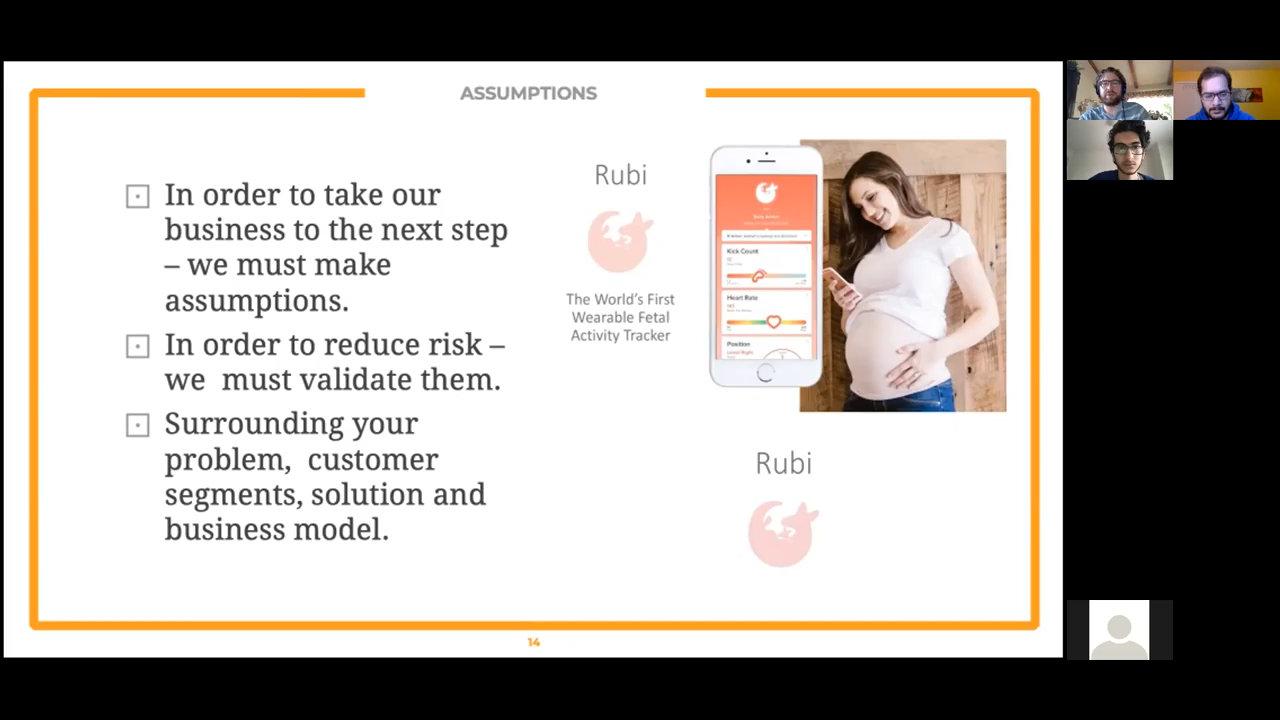 ASSUMPTIONS
In order to take our
business to the next step
– we must make
assumptions.
In order to reduce risk –
we must validate them.
Surrounding your
problem, customer
segments, solution and
business model.
Rubi
The World's First
Wearable Fetal
Activity Tracker
Kick Count
Heart Rate
Position
Lower Right
Rubi
14